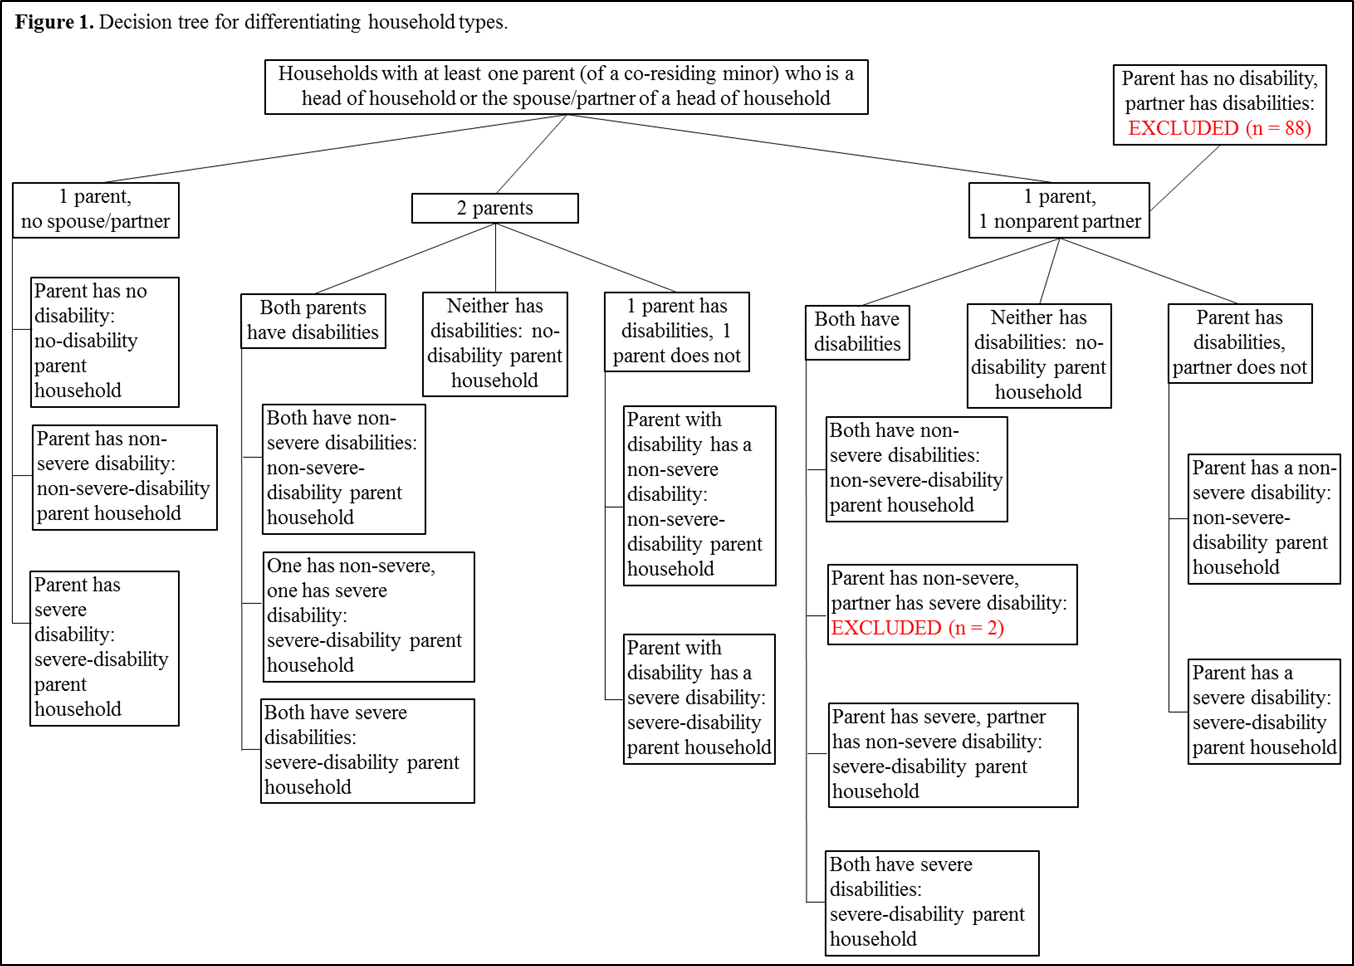 Figure 1. Decision tree for differentiating household types.
Households with at least one parent (of a co-residing minor) who is a
head of household or the spouse/partner of a head of household
Parent has no disability,
partner has disabilities:
EXCLUDED (n = 88)
1 parent,
no spouse/partner
2 parents
1 parent,
1 nonparent partner
Parent has no
disability:
no-disability
parent
household
Parent has non-
severe disability:
non-severe-disability
parent household
Parent has
severe
disability:
severe-disability
parent
household
Both parents
have disabilities
Neither has
disabilities: no-
disability parent
household
1 parent has
disabilities, 1
parent does not
Both have non-
severe disabilities:
non-severe-
disability parent
household
One has non-severe,
one has severe
disability:
severe-disability parent
household
Both have severe
disabilities:
severe-disability parent
household
Parent with
disability has a
non-severe
disability:
non-severe-
disability parent
household
Parent with
disability has a
severe disability:
severe-disability
parent household
Both have
disabilities
Neither has
disabilities: no-
disability parent
household
Parent has
disabilities,
partner does not
Both have non-
severe disabilities:
non-severe-disability
parent household
Parent has non-severe,
partner has severe disability:
EXCLUDED (n = 2)
Parent has severe, partner
has non-severe disability:
severe-disability parent
household
Both have severe
disabilities:
severe-disability parent
household
Parent has a non-
severe disability:
non-severe-
disability parent
household
Parent has a
severe disability:
severe-disability
parent household